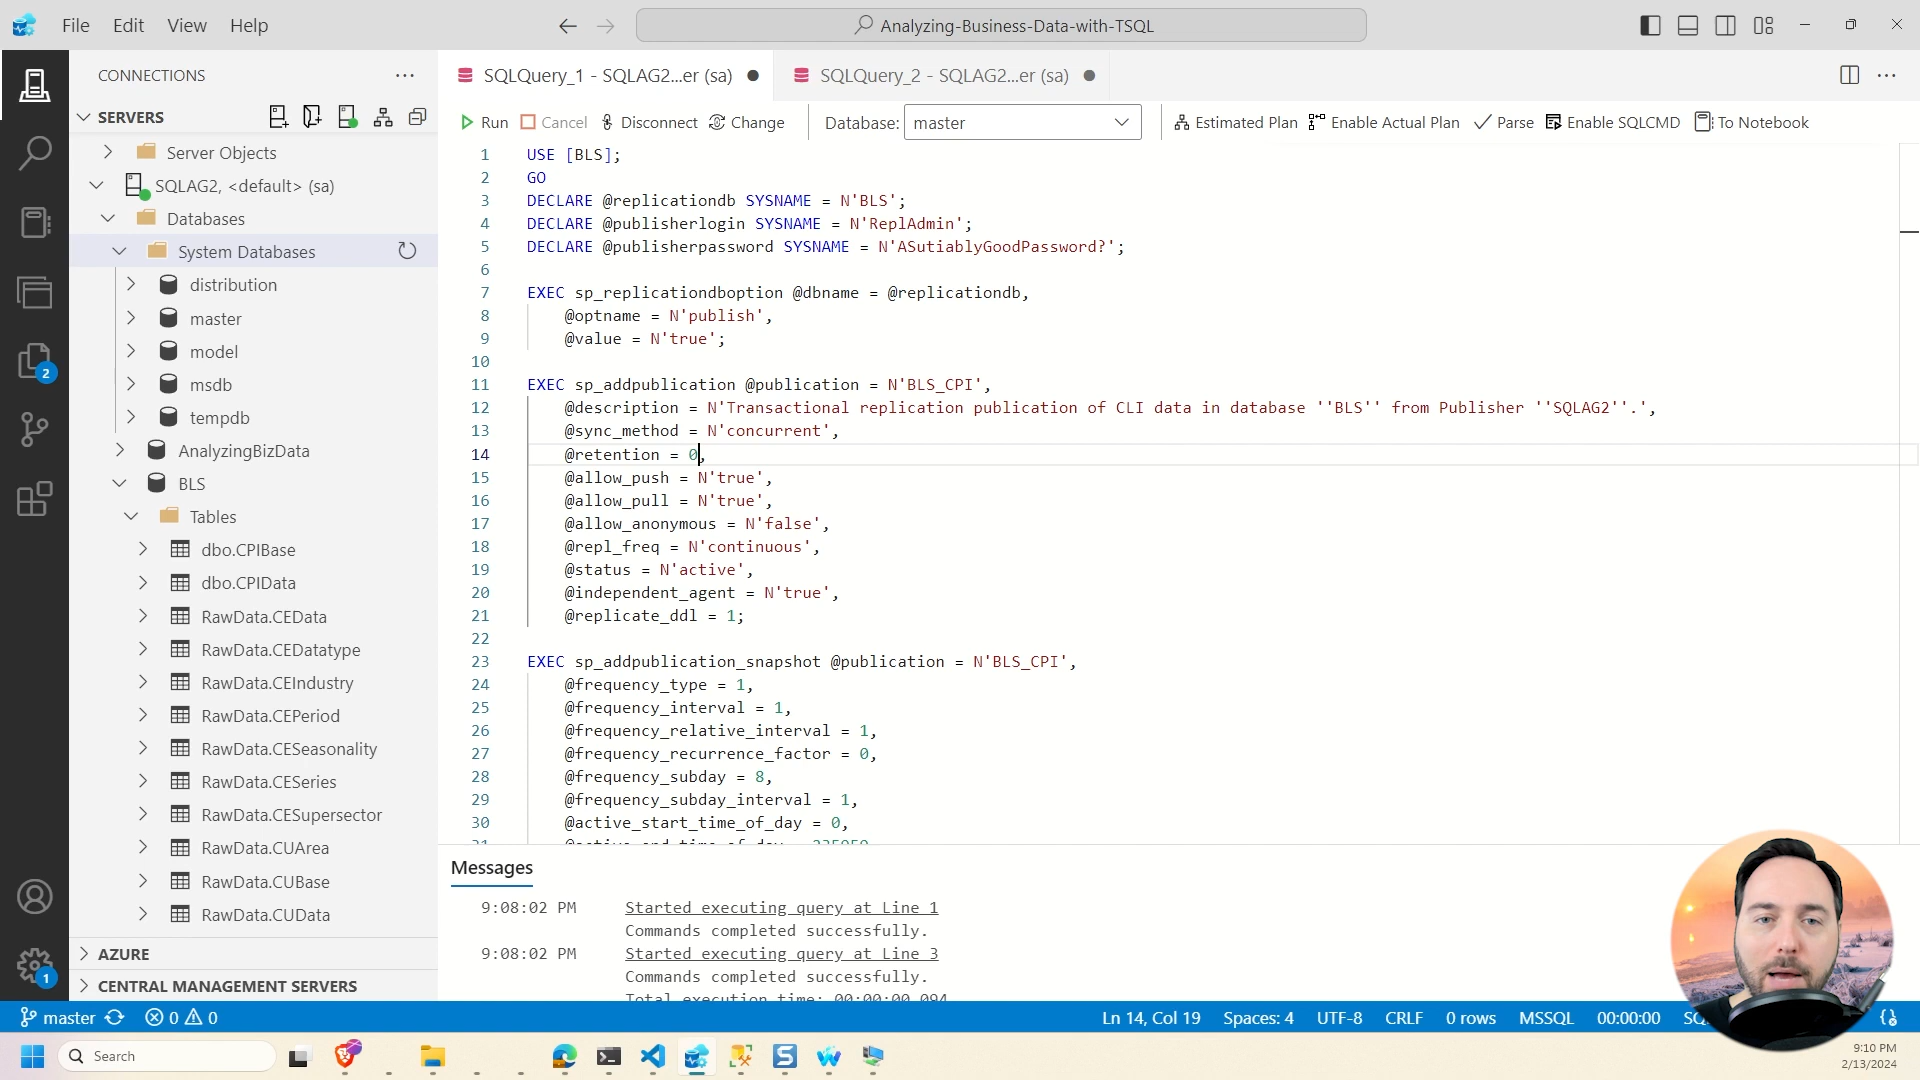 File Edit View Help
Analyzing-Business-Data-with-TSQL
CONNECTIONS
SERVERS
Server Objects
SQLAG2, <default> (sa)
Databases
System Databases
distribution
master
model
msdb
tempdb
AnalyzingBizData
BLS
Tables
dbo.CPIBase
dbo.CPIData
RawData.CEData
RawData.CEDatatype
RawData.CEIndustry
RawData.CEPeriod
RawData.CESeasonality
RawData.CESeries
RawData.CESupersector
RawData.CUArea
RawData.CUBase
RawData.CUData
AZURE
CENTRAL MANAGEMENT SERVERS
2
1
SQLQuery_1 - SQLAG2...er (sa)
SQLQuery_2 - SQLAG2...er (sa)
Run Cancel Disconnect Change Database: master Estimated Plan Enable Actual Plan Parse Enable SQLCMD To Notebook
1 USE [BLS];
2 GO
3 DECLARE @replicationdb SYSNAME = N'BLS';
4 DECLARE @publisherlogin SYSNAME = N'ReplAdmin';
5 DECLARE @publisherpassword SYSNAME = N'ASutiablyGoodPassword?';
6
7 EXEC sp_replicationdboption @dbname = @replicationdb,
8 @optname = N'publish',
9 @value = N'true';
10
11 EXEC sp_addpublication @publication = N'BLS_CPI',
12 @description = N'Transactional replication publication of CLI data in database ''BLS'' from Publisher ''SQLAG2''.',
13 @sync_method = N'concurrent',
14 @retention = 0,
15 @allow_push = N'true',
16 @allow_pull = N'true',
17 @allow_anonymous = N'false',
18 @repl_freq = N'continuous',
19 @status = N'active',
20 @independent_agent = N'true',
21 @replicate_ddl = 1;
22
23 EXEC sp_addpublication_snapshot @publication = N'BLS_CPI',
24 @frequency_type = 1,
25 @frequency_interval = 1,
26 @frequency_relative_interval = 1,
27 @frequency_recurrence_factor = 0,
28 @frequency_subday = 8,
29 @frequency_subday_interval = 1,
30 @active_start_time_of_day = 0,
31 @active_end_time_of_day = 235959
Messages
9:08:02 PM Started executing query at Line 1
Commands completed successfully.
9:08:02 PM Started executing query at Line 3
Commands completed successfully.
Total execution time: 00:00:00.094
master 0 0 Ln 14, Col 19 Spaces: 4 UTF-8 CRLF 0 rows MSSQL 00:00:00
Search
9:10 PM
2/13/2024